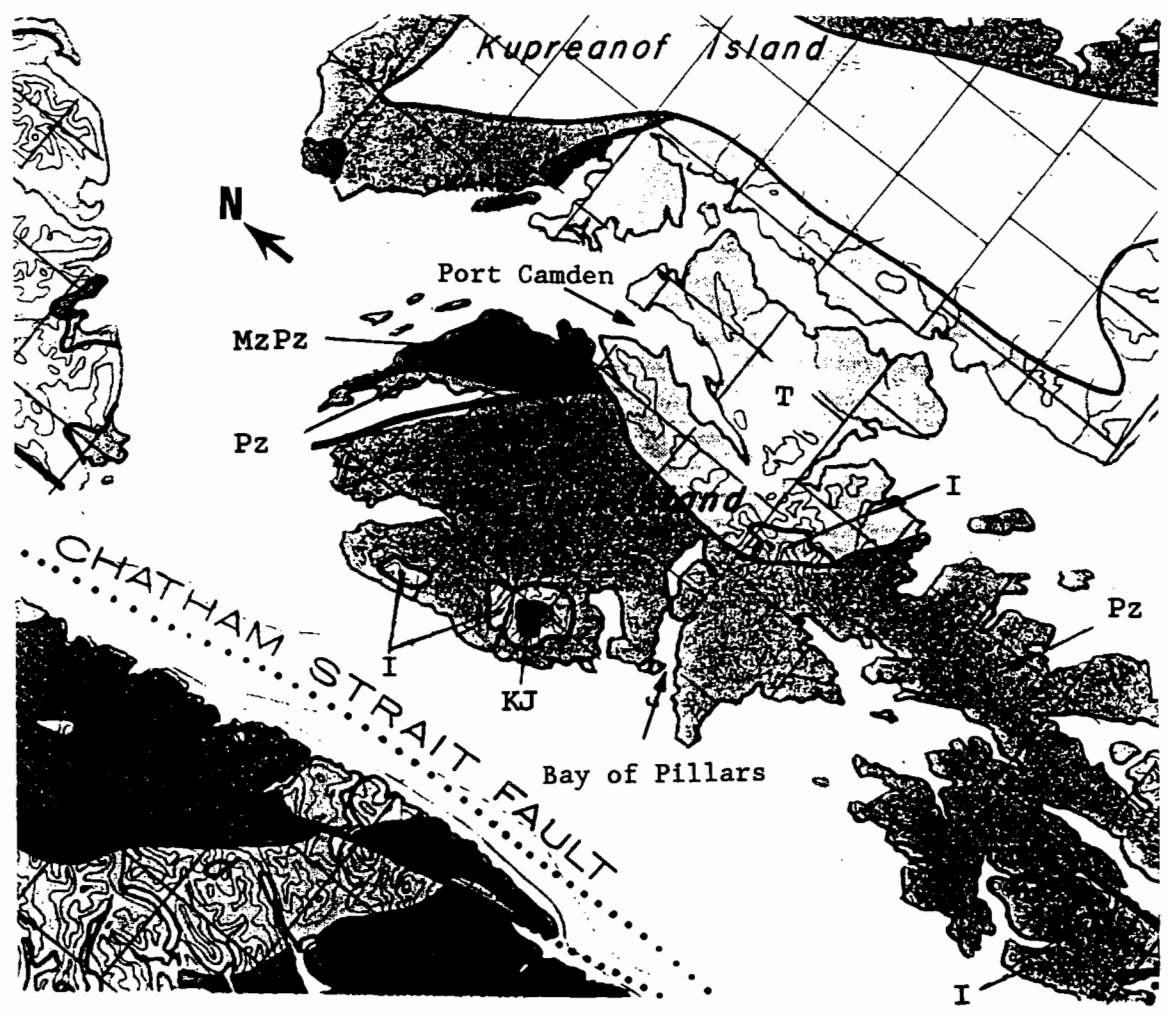 Kupreanof Island
N
Port Camden
MzPz
Pz
T
I
CHATHAM STRAIT FAULT
Pz
I
KJ
Bay of Pillars
I